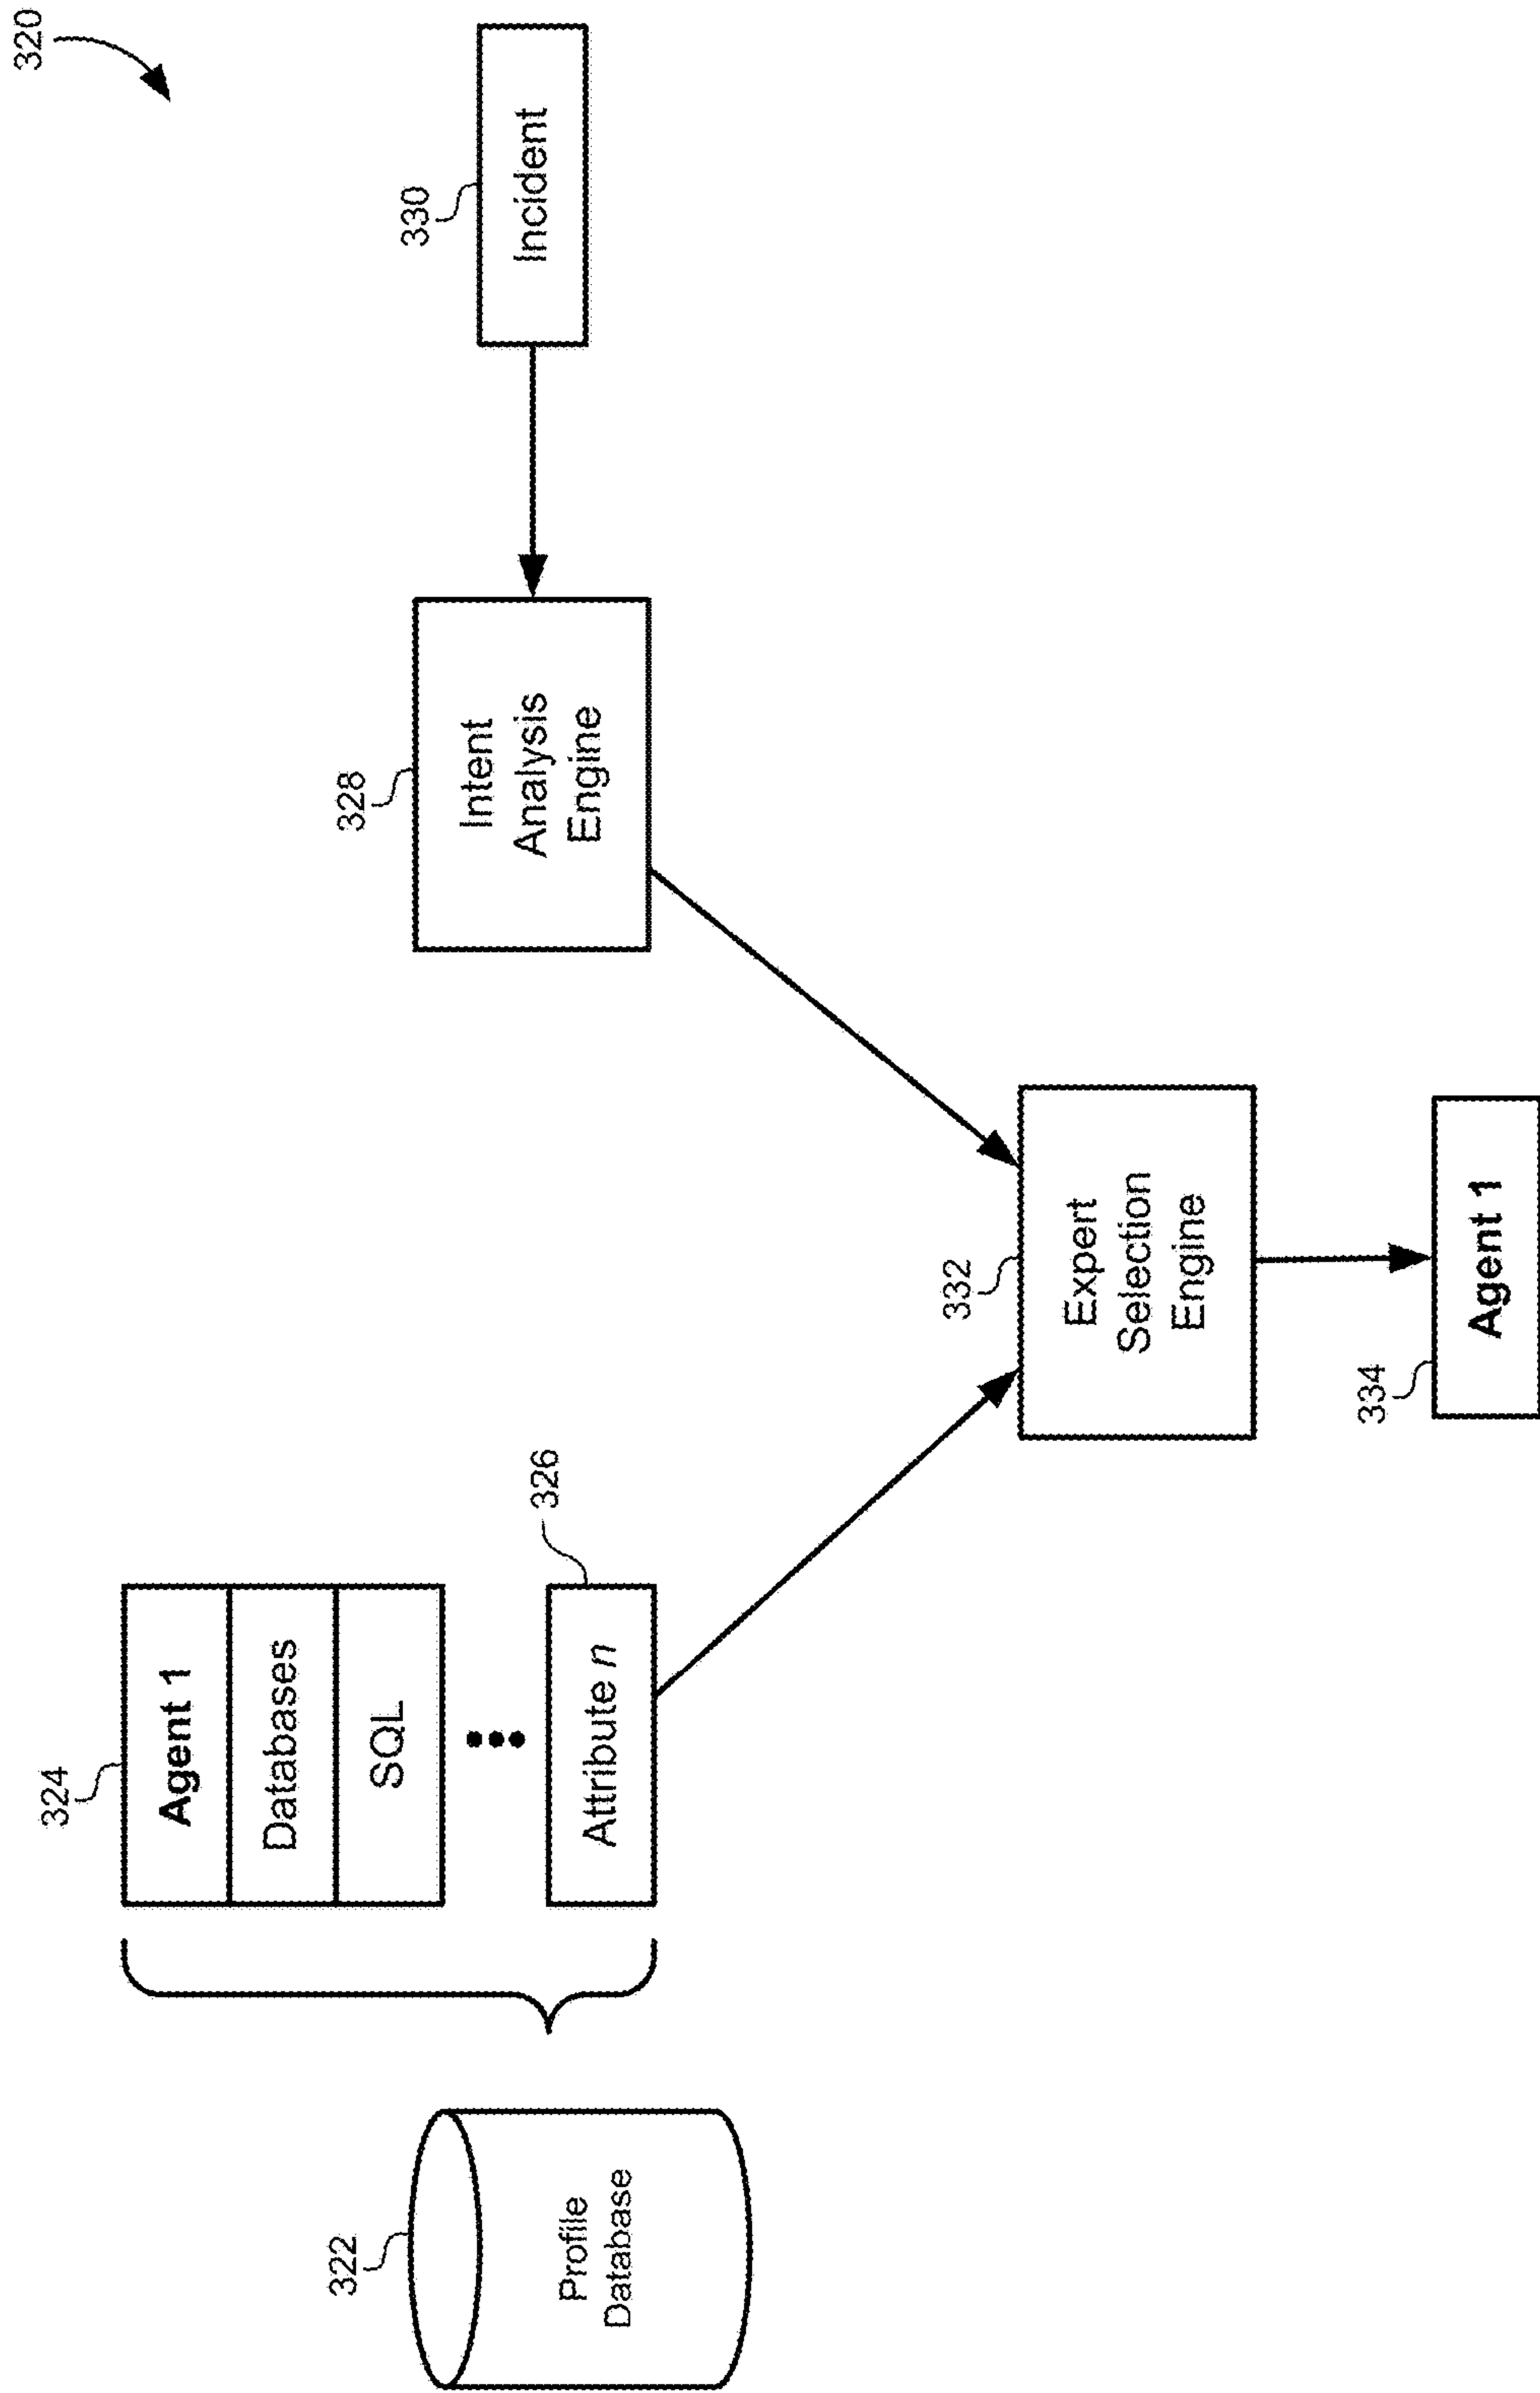 320
324
Agent 1
Databases
SQL
326
Attribute n
322
Profile
Database
328
Intent
Analysis
Engine
330
Incident
332
Expert
Selection
Engine
334
Agent 1